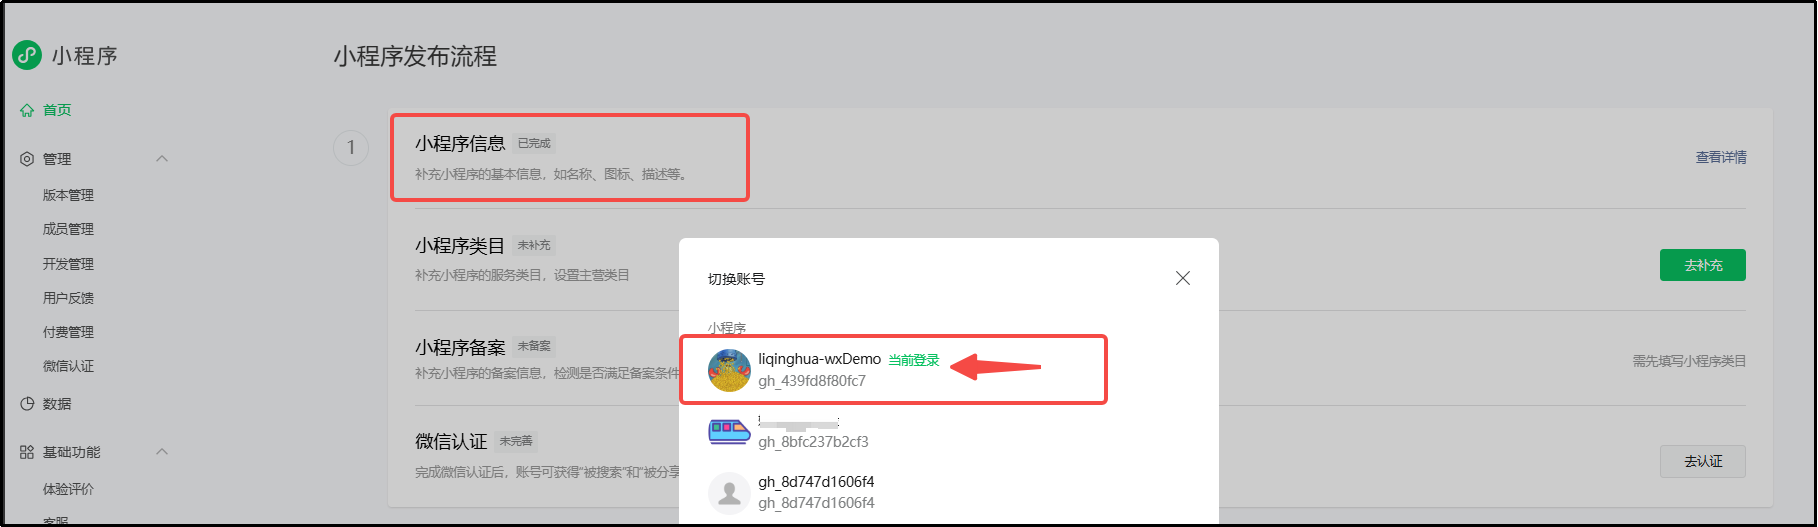 小程序
首页
管理
版本管理
成员管理
开发管理
用户反馈
付费管理
微信认证
数据
基础功能
体验评价
客服
小程序发布流程
1
小程序信息 已完成
补充小程序的基本信息，如名称、图标、描述等。
查看详情
小程序类目 未补充
补充小程序的服务类目，设置主营类目
去补充
小程序备案 未备案
补充小程序的备案信息，检测是否满足备案条件
需先填写小程序类目
微信认证 未完善
完成微信认证后，账号可获得“被搜索”和“被分享
去认证
切换账号
小程序
liqinghua-wxDemo 当前登录
gh_439fd8f80fc7
gh_8bfc237b2cf3
gh_8d747d1606f4
gh_8d747d1606f4